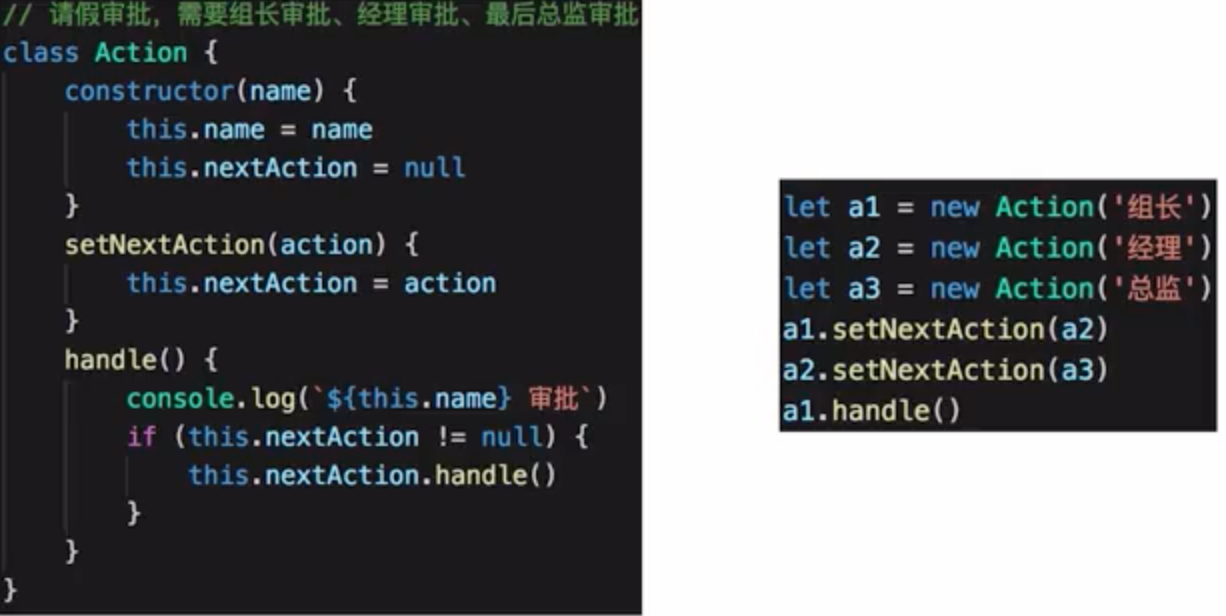 // 请假审批，需要组长审批、经理审批、最后总监审批
class Action {
    constructor(name) {
        this.name = name
        this.nextAction = null
    }
    setNextAction(action) {
        this.nextAction = action
    }
    handle() {
        console.log(`${this.name} 审批`)
        if (this.nextAction != null) {
            this.nextAction.handle()
        }
    }
}
let a1 = new Action('组长')
let a2 = new Action('经理')
let a3 = new Action('总监')
a1.setNextAction(a2)
a2.setNextAction(a3)
a1.handle()